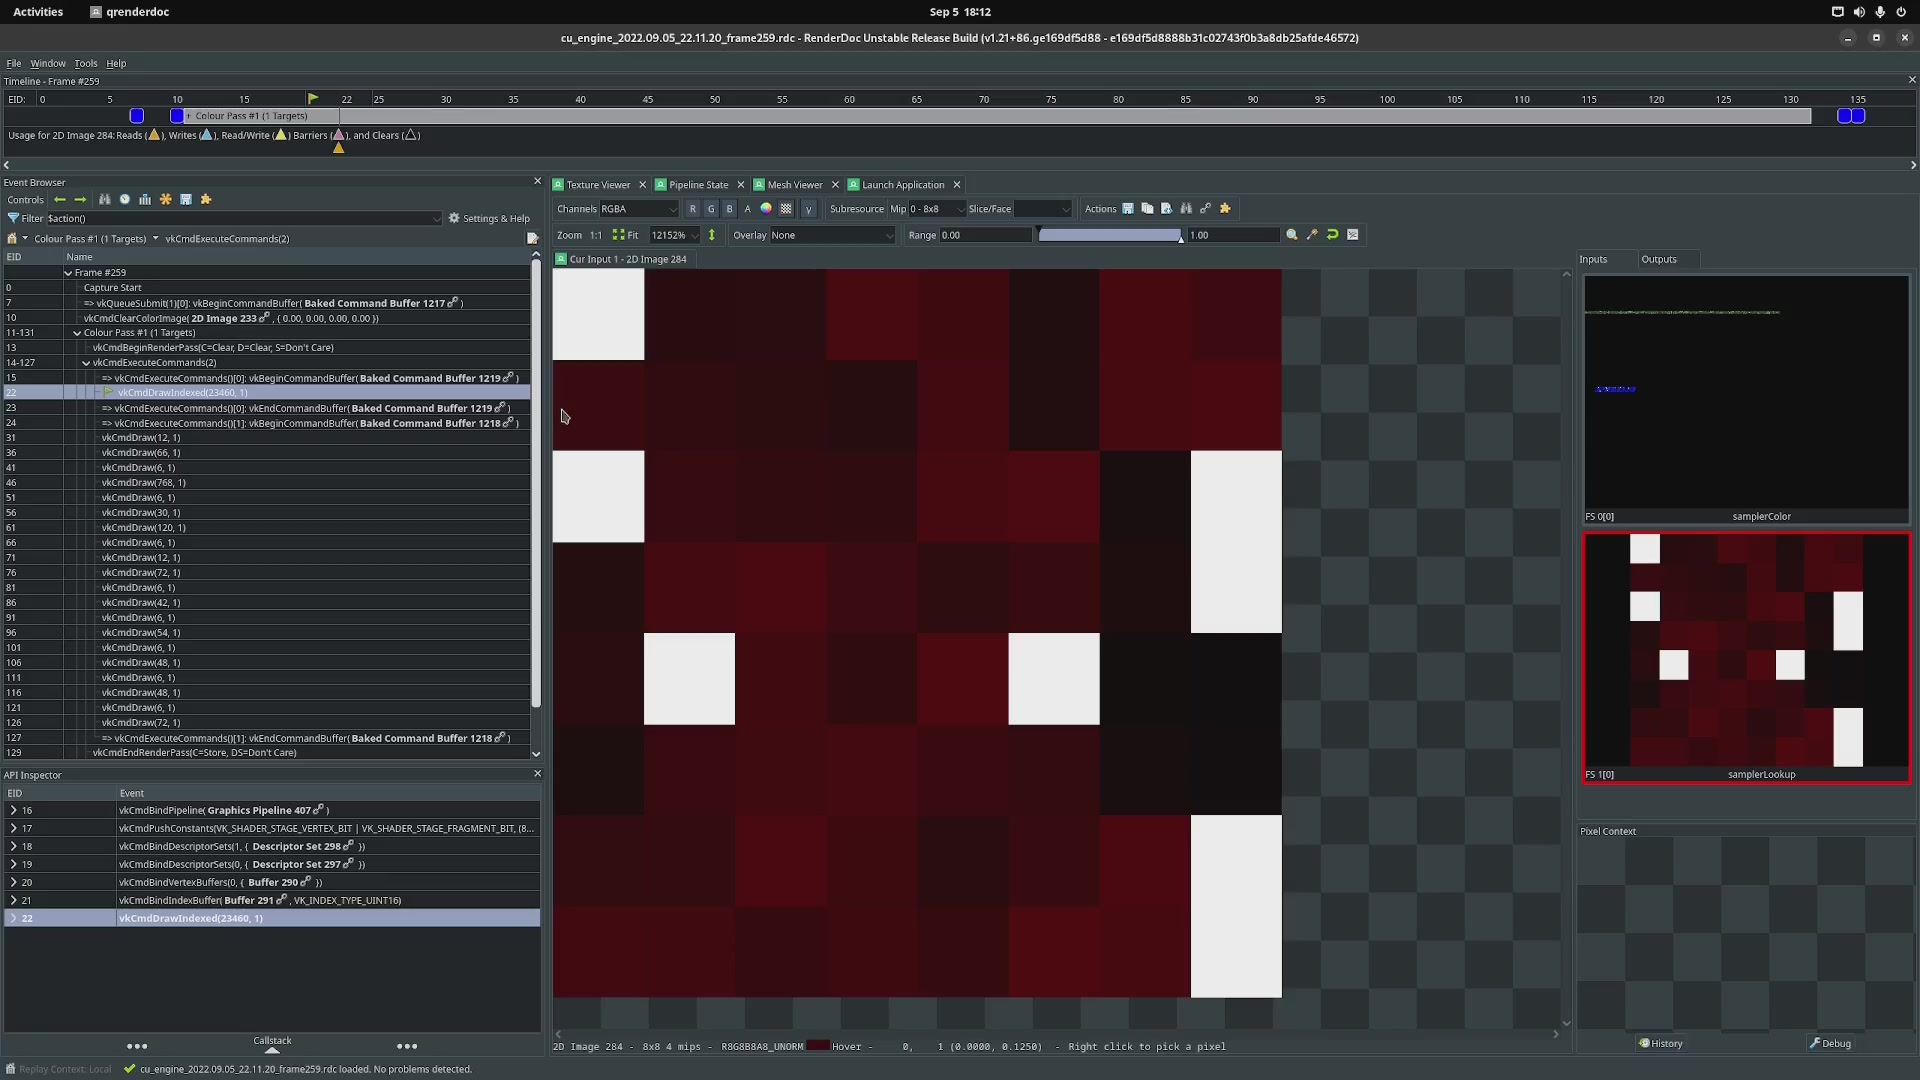 Activities qrenderdoc Sep 5 18:12
cu_engine_2022.09.05_22.11.20_frame259.rdc - RenderDoc Unstable Release Build (v1.21+86.ge169df5d88 - e169df5d8888b31c02743f0b3a8db25afde46572)
File Window Tools Help
Timeline - Frame #259
EID: 0 5 10 15 22 25 30 35 40 45 50 55 60 65 70 75 80 85 90 95 100 105 110 115 120 125 130 135
+ Colour Pass #1 (1 Targets)
Usage for 2D Image 284: Reads ( ), Writes ( ), Read/Write ( ) Barriers ( ), and Clears ( )
Event Browser
Controls
Filter $action() Settings & Help
Colour Pass #1 (1 Targets) vkCmdExecuteCommands(2)
EID Name
Frame #259
0 Capture Start
7 => vkQueueSubmit(1)[0]: vkBeginCommandBuffer( Baked Command Buffer 1217 )
10 vkCmdClearColorImage( 2D Image 233 , { 0.00, 0.00, 0.00, 0.00 })
11-131 Colour Pass #1 (1 Targets)
13 vkCmdBeginRenderPass(C=Clear, D=Clear, S=Don't Care)
14-127 vkCmdExecuteCommands(2)
15 => vkCmdExecuteCommands()[0]: vkBeginCommandBuffer( Baked Command Buffer 1219 )
22 vkCmdDrawIndexed(23460, 1)
23 => vkCmdExecuteCommands()[0]: vkEndCommandBuffer( Baked Command Buffer 1219 )
24 => vkCmdExecuteCommands()[1]: vkBeginCommandBuffer( Baked Command Buffer 1218 )
31 vkCmdDraw(12, 1)
36 vkCmdDraw(66, 1)
41 vkCmdDraw(6, 1)
46 vkCmdDraw(768, 1)
51 vkCmdDraw(6, 1)
56 vkCmdDraw(30, 1)
61 vkCmdDraw(120, 1)
66 vkCmdDraw(6, 1)
71 vkCmdDraw(12, 1)
76 vkCmdDraw(72, 1)
81 vkCmdDraw(6, 1)
86 vkCmdDraw(42, 1)
91 vkCmdDraw(6, 1)
96 vkCmdDraw(54, 1)
101 vkCmdDraw(6, 1)
106 vkCmdDraw(48, 1)
111 vkCmdDraw(6, 1)
116 vkCmdDraw(48, 1)
121 vkCmdDraw(6, 1)
126 vkCmdDraw(72, 1)
127 => vkCmdExecuteCommands()[1]: vkEndCommandBuffer( Baked Command Buffer 1218 )
129 vkCmdEndRenderPass(C=Store, DS=Don't Care)
API Inspector
EID Event
16 vkCmdBindPipeline( Graphics Pipeline 407 )
17 vkCmdPushConstants(VK_SHADER_STAGE_VERTEX_BIT | VK_SHADER_STAGE_FRAGMENT_BIT, (8...
18 vkCmdBindDescriptorSets(1, { Descriptor Set 298 })
19 vkCmdBindDescriptorSets(0, { Descriptor Set 297 })
20 vkCmdBindVertexBuffers(0, { Buffer 290 })
21 vkCmdBindIndexBuffer( Buffer 291 , VK_INDEX_TYPE_UINT16)
22 vkCmdDrawIndexed(23460, 1)
Callstack
Replay Context: Local cu_engine_2022.09.05_22.11.20_frame259.rdc loaded. No problems detected.
Texture Viewer Pipeline State Mesh Viewer Launch Application
Channels RGBA R G B A γ Subresource Mip 0 - 8x8 Slice/Face Actions
Zoom 1:1 Fit 12152% Overlay None Range 0.00 1.00
Cur Input 1 - 2D Image 284
2D Image 284 - 8x8 4 mips - R8G8B8A8_UNORM Hover - 0, 1 (0.0000, 0.1250) - Right click to pick a pixel
Inputs Outputs
FS 0[0] samplerColor
FS 1[0] samplerLookup
Pixel Context
History Debug